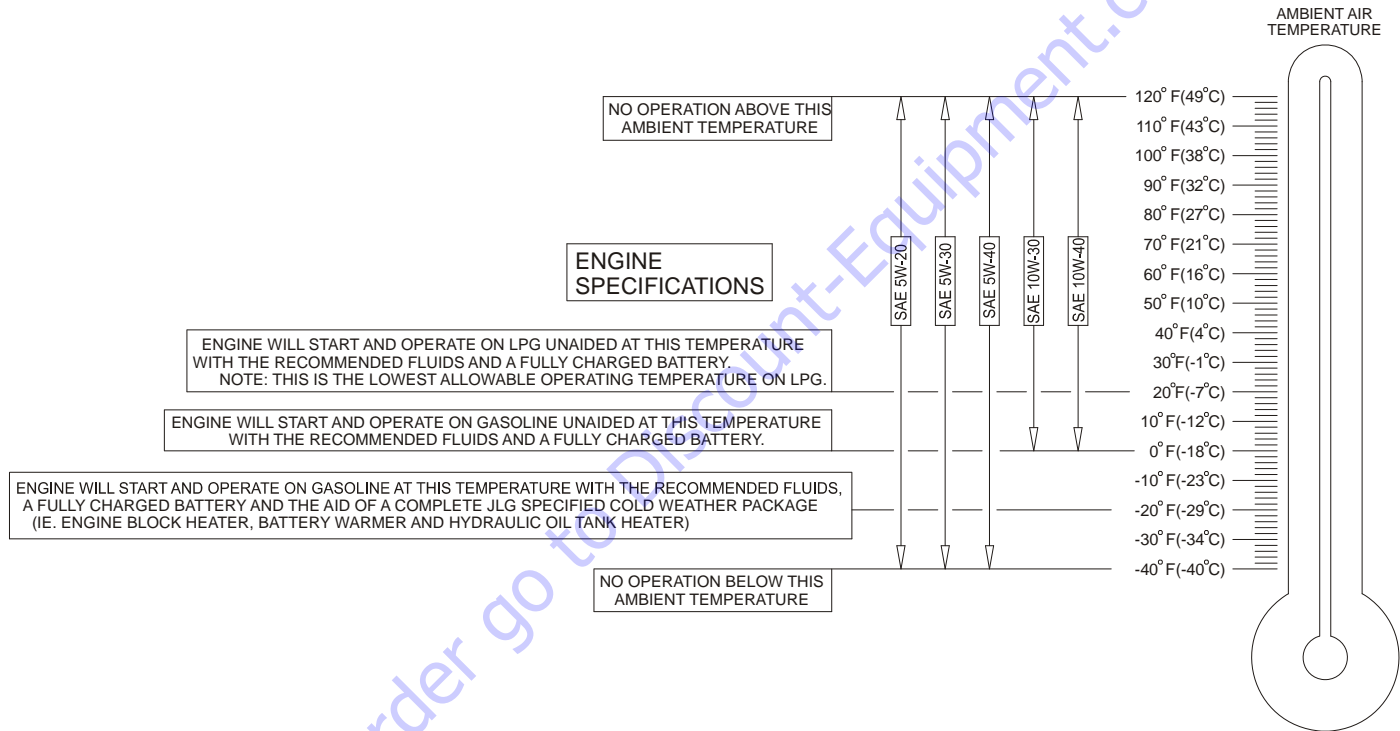 AMBIENT AIR
TEMPERATURE
NO OPERATION ABOVE THIS
AMBIENT TEMPERATURE
120° F(49°C)
110° F(43°C)
100° F(38°C)
90° F(32°C)
80° F(27°C)
70° F(21°C)
60° F(16°C)
50° F(10°C)
40° F(4°C)
30°F(-1°C)
20°F(-7°C)
10° F(-12°C)
0° F(-18°C)
-10° F(-23°C)
-20° F(-29°C)
-30° F(-34°C)
-40° F(-40°C)
SAE 5W-20
SAE 5W-30
SAE 5W-40
SAE 10W-30
SAE 10W-40
ENGINE
SPECIFICATIONS
ENGINE WILL START AND OPERATE ON LPG UNAIDED AT THIS TEMPERATURE
WITH THE RECOMMENDED FLUIDS AND A FULLY CHARGED BATTERY.
NOTE: THIS IS THE LOWEST ALLOWABLE OPERATING TEMPERATURE ON LPG.
ENGINE WILL START AND OPERATE ON GASOLINE UNAIDED AT THIS TEMPERATURE
WITH THE RECOMMENDED FLUIDS AND A FULLY CHARGED BATTERY.
ENGINE WILL START AND OPERATE ON GASOLINE AT THIS TEMPERATURE WITH THE RECOMMENDED FLUIDS,
A FULLY CHARGED BATTERY AND THE AID OF A COMPLETE JLG SPECIFIED COLD WEATHER PACKAGE
(IE. ENGINE BLOCK HEATER, BATTERY WARMER AND HYDRAULIC OIL TANK HEATER)
NO OPERATION BELOW THIS
AMBIENT TEMPERATURE
go to Discount-Equipment.c